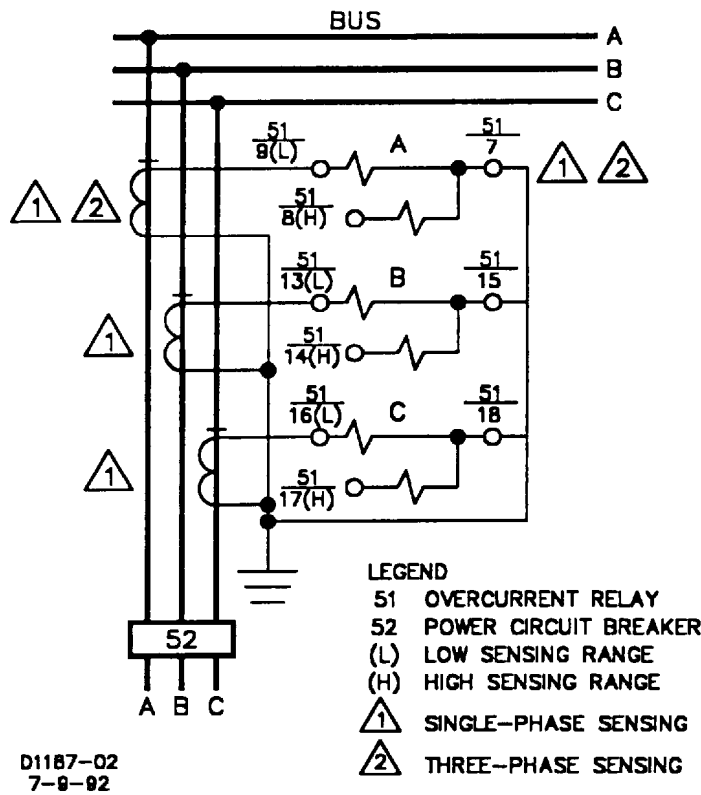 BUS
A
B
C
51
9(L)
A
51
7
1
2
1
2
51
8(H)
51
13(L)
B
51
15
1
51
14(H)
51
16(L)
C
51
18
1
51
17(H)
LEGEND
51 OVERCURRENT RELAY
52 POWER CIRCUIT BREAKER
(L) LOW SENSING RANGE
(H) HIGH SENSING RANGE
1 SINGLE-PHASE SENSING
2 THREE-PHASE SENSING
52
A B C
D1187-02
7-9-92